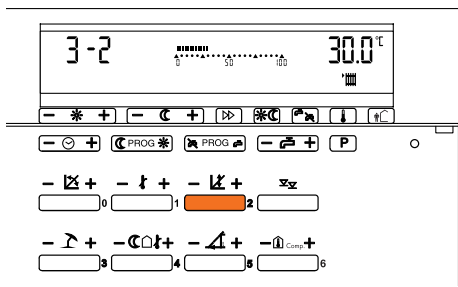 3-2 30.0°C
0 50 100
- + - +
- + PROG PROG - + P
- + - + - +
0 1 2
- + - + - + - Comp. +
3 4 5 6